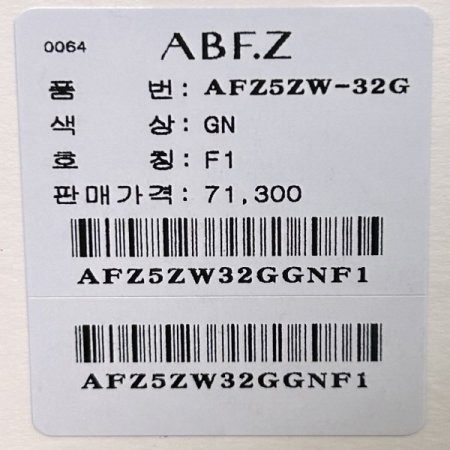 0064 ABF.Z
품 번: AFZ5ZW-32G
색 상: GN
호 칭: F1
판매가격: 71,300
AFZ5ZW32GGNF1
AFZ5ZW32GGNF1